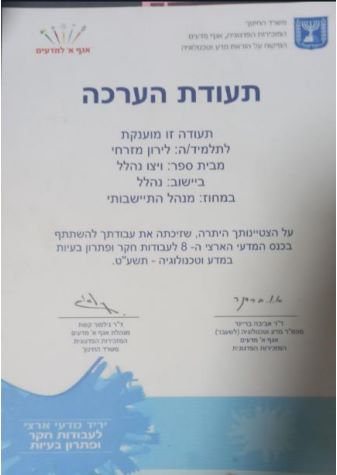 משרד החינוך
המזכירות הפדגוגית, אגף מדעים
הפיקוח על הוראת מדע וטכנולוגיה
אגף א' למדעים
תעודת הערכה
תעודה זו מוענקת
לתלמיד/ה: לירון מזרחי
מבית ספר: ויצו נהלל
ביישוב: נהלל
במחוז: מנהל התיישבותי
על הצטיינותך היתרה, שזיכתה את עבודתך להשתתף
בכנס המדעי הארצי ה- 8 לעבודות חקר ופתרון בעיות
במדע וטכנולוגיה - תשע"ט.
ד"ר אביבה בריינר
מפמ"ר מדע וטכנולוגיה (לשעבר)
אגף א' מדעים
המזכירות הפדגוגית
ד"ר גילמור קשת
מנהלת אגף א' מדעים
המזכירות הפדגוגית
משרד החינוך
יריד מדעי ארצי
לעבודות חקר
ופתרון בעיות